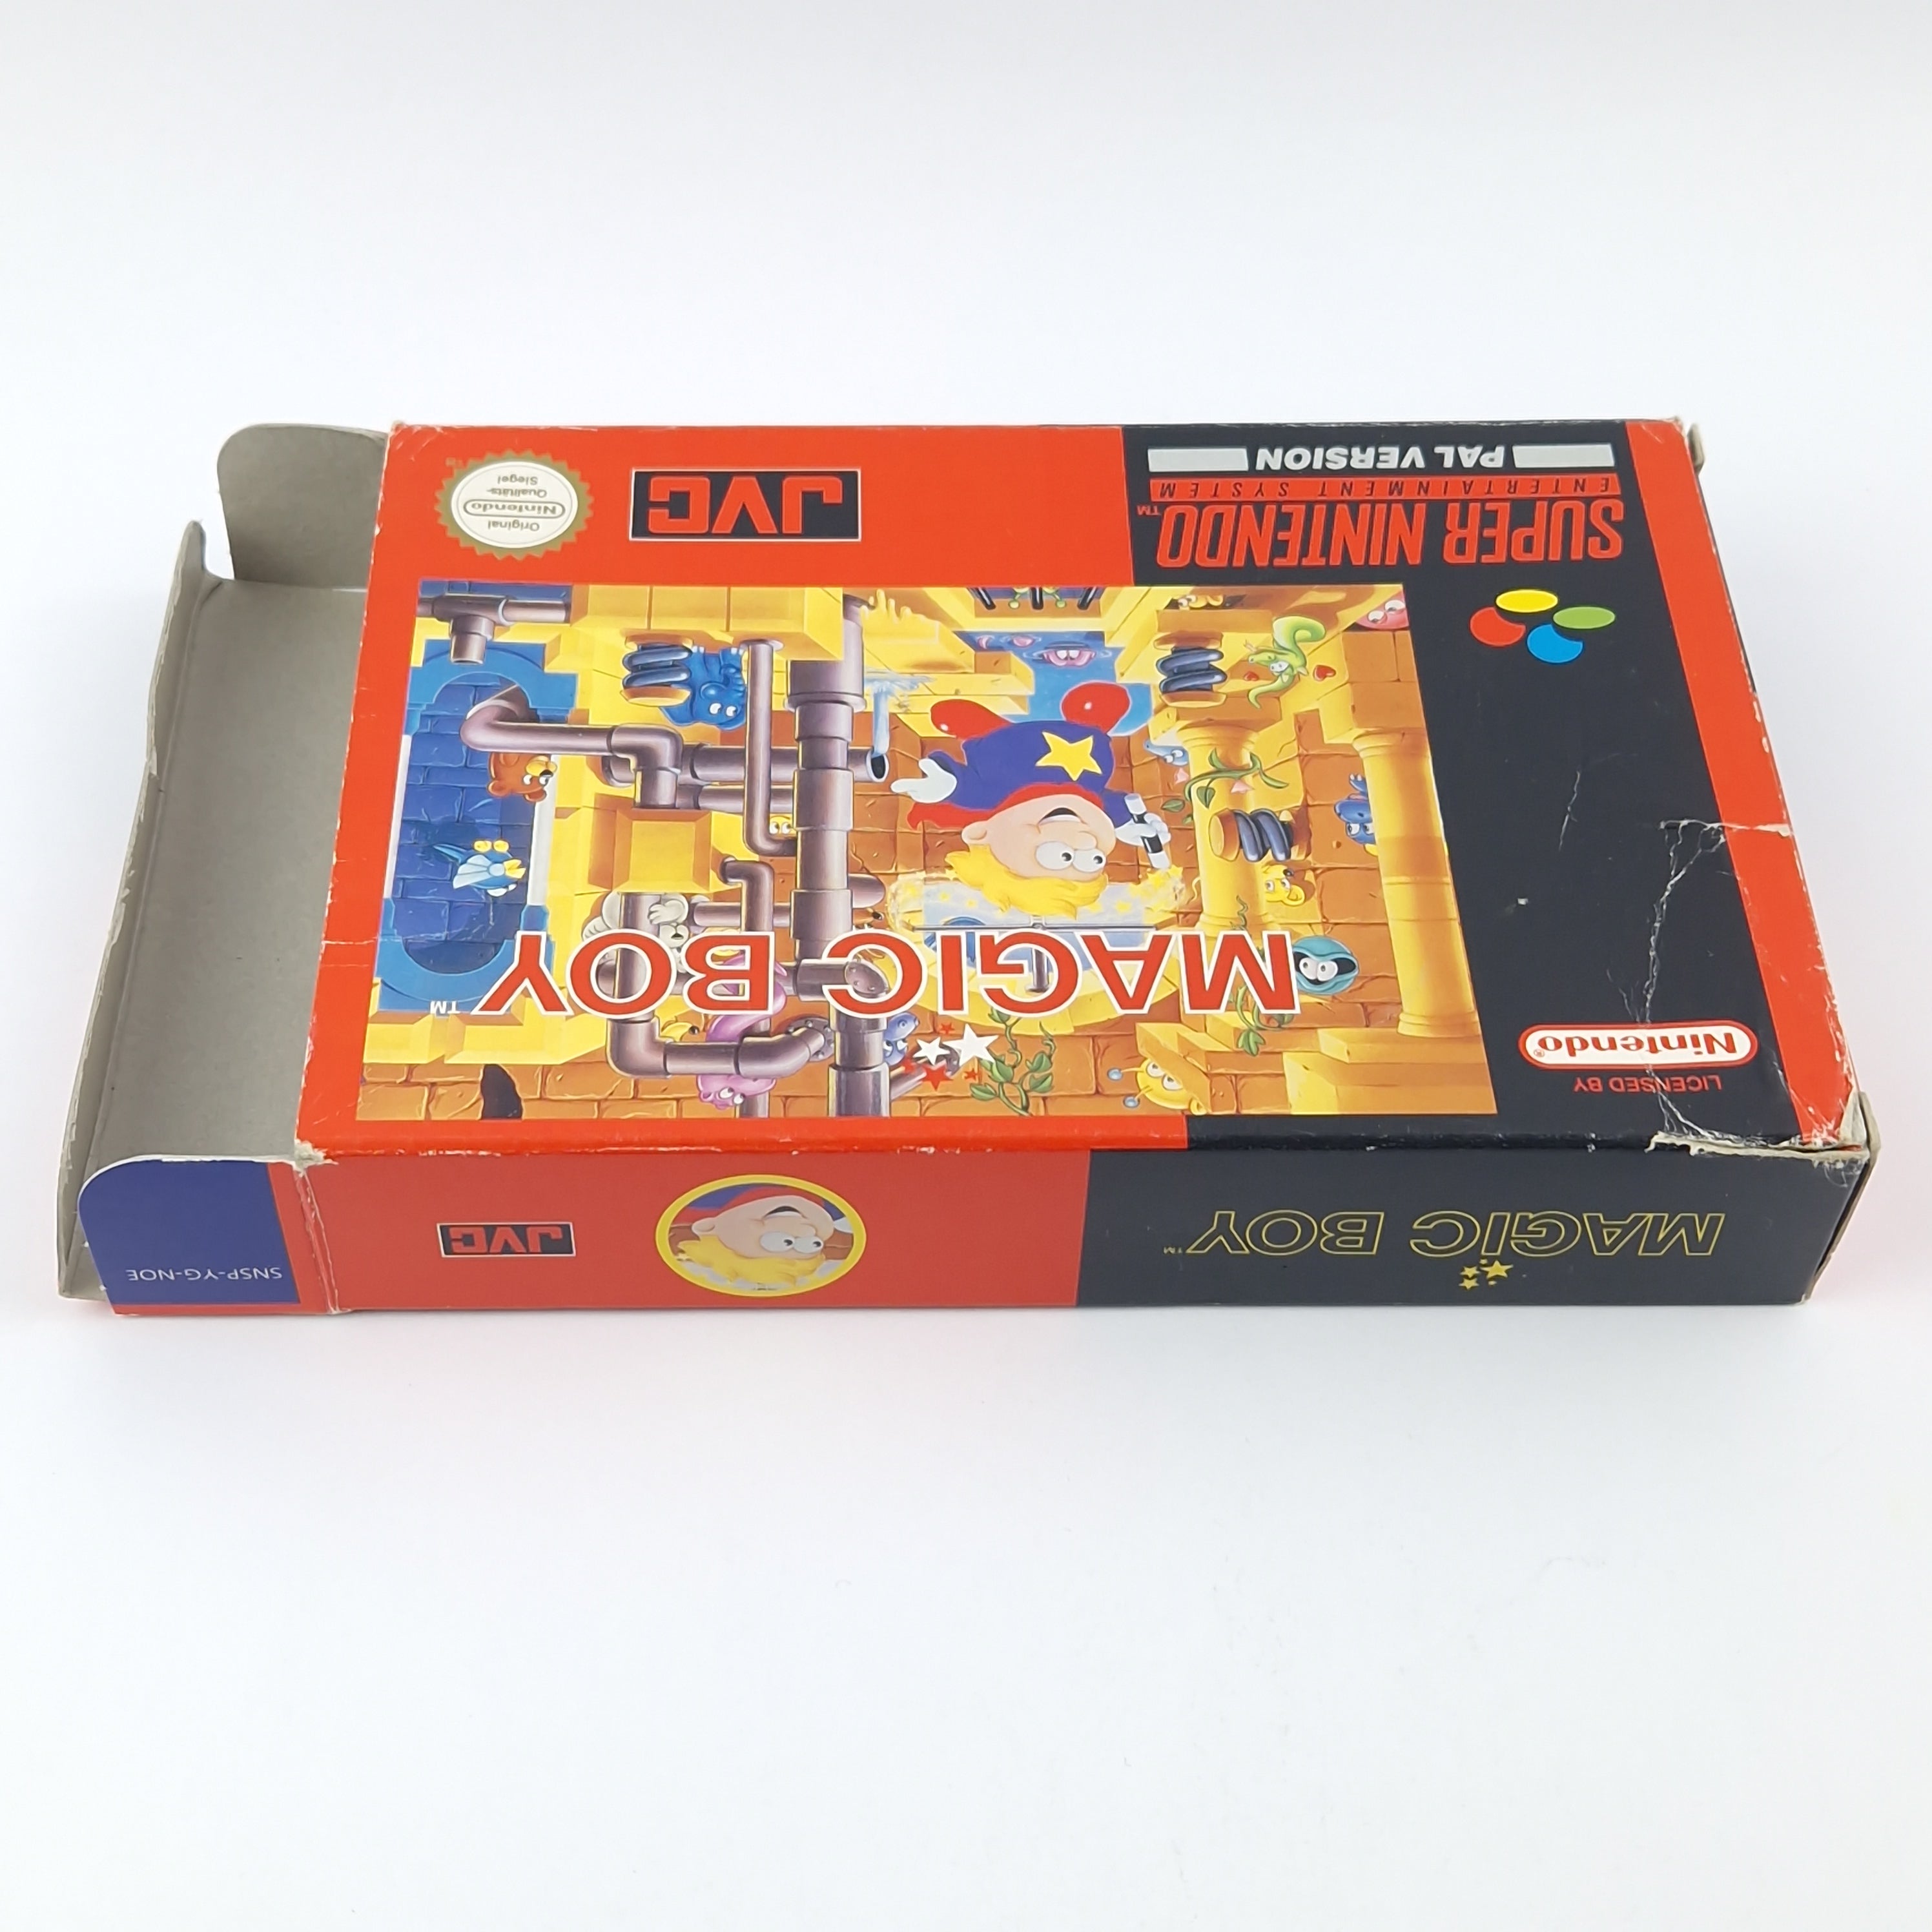 MAGIC BOY™
JVC
SNSP-YG-NOE
LICENSED BY
Nintendo®
MAGIC BOY™
SUPER NINTENDO™
ENTERTAINMENT SYSTEM
PAL VERSION
JVC
Original
Nintendo
Qualitäts-
Siegel